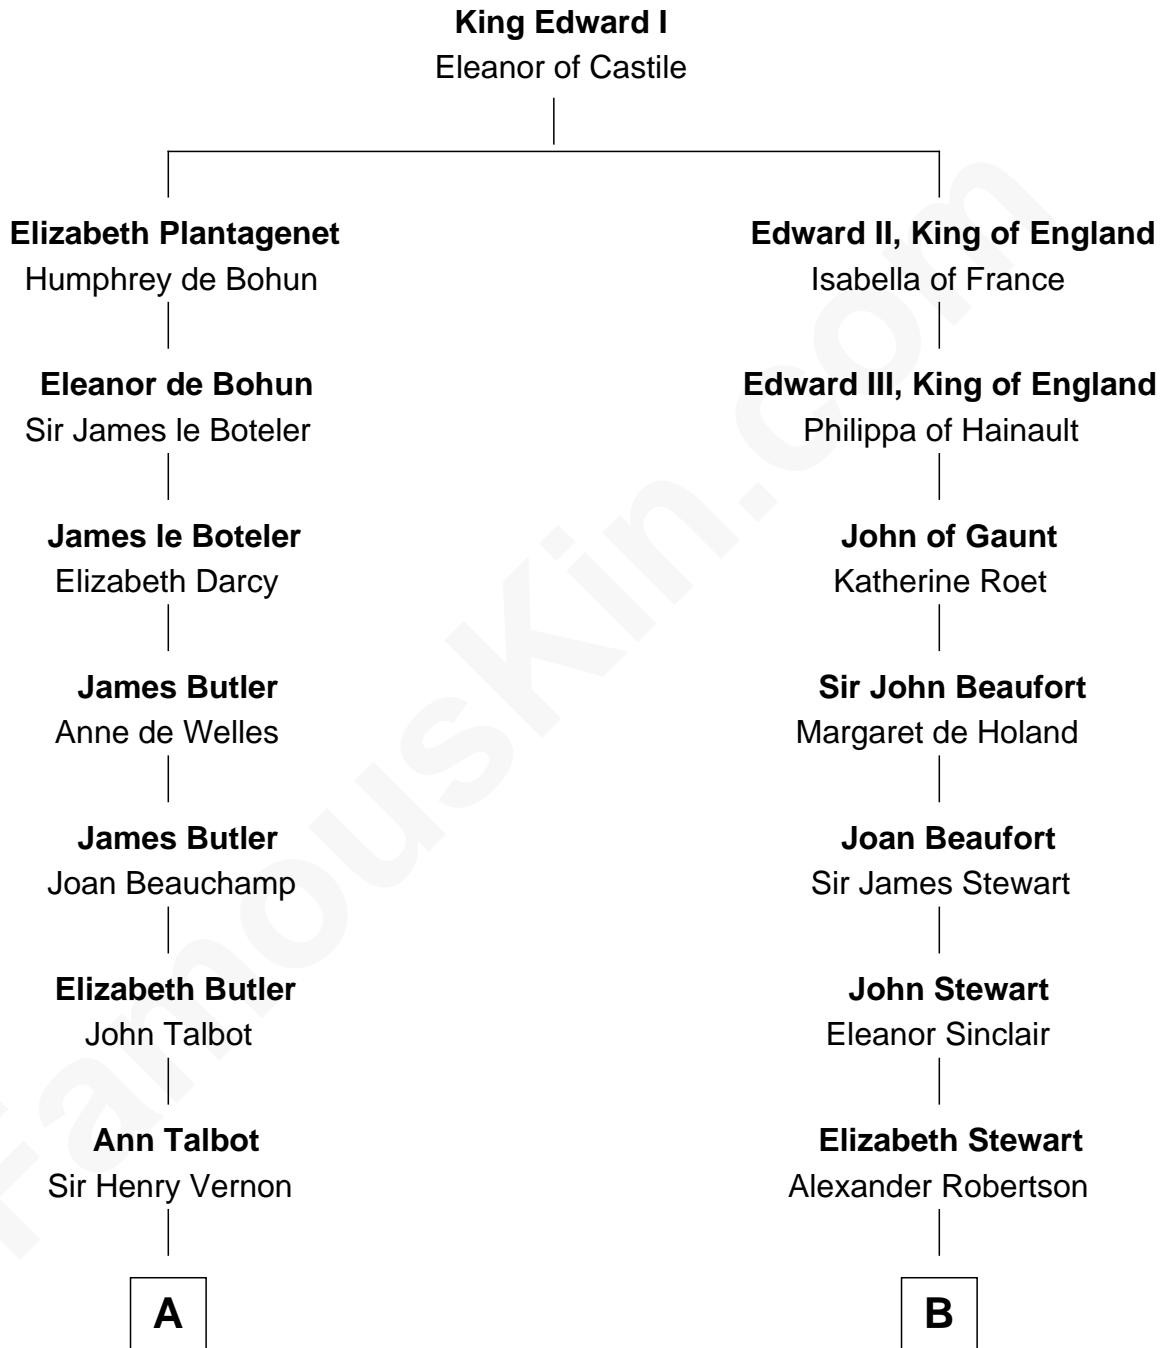 King Edward I
Eleanor of Castile
Elizabeth Plantagenet
Humphrey de Bohun
Edward II, King of England
Isabella of France
Eleanor de Bohun
Sir James le Boteler
Edward III, King of England
Philippa of Hainault
James le Boteler
Elizabeth Darcy
John of Gaunt
Katherine Roet
James Butler
Anne de Welles
Sir John Beaufort
Margaret de Holand
James Butler
Joan Beauchamp
Joan Beaufort
Sir James Stewart
Elizabeth Butler
John Talbot
John Stewart
Eleanor Sinclair
Ann Talbot
Sir Henry Vernon
Elizabeth Stewart
Alexander Robertson
A
B
FamousKin.com